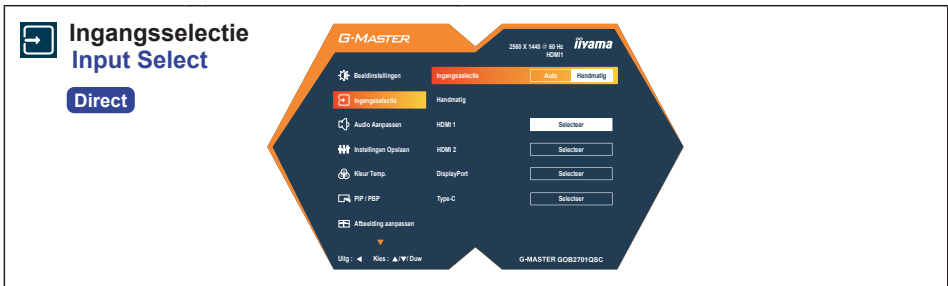 Ingangsselectie
Input Select
Direct
G-MASTER
2560 X 1440 @ 60 Hz
HDMI1
iiyama
Beeldinstellingen
Ingangsselectie
Auto
Handmatig
Ingangsselectie
Handmatig
Audio Aanpassen
HDMI 1
Selecteer
Instellingen Opslaan
HDMI 2
Selecteer
Kleur Temp.
DisplayPort
Selecteer
PIP / PBP
Type-C
Selecteer
Afbeelding aanpassen
▼
Uitg : ◄ Kies : ▲/▼/ Duw
G-MASTER GOB2701QSC